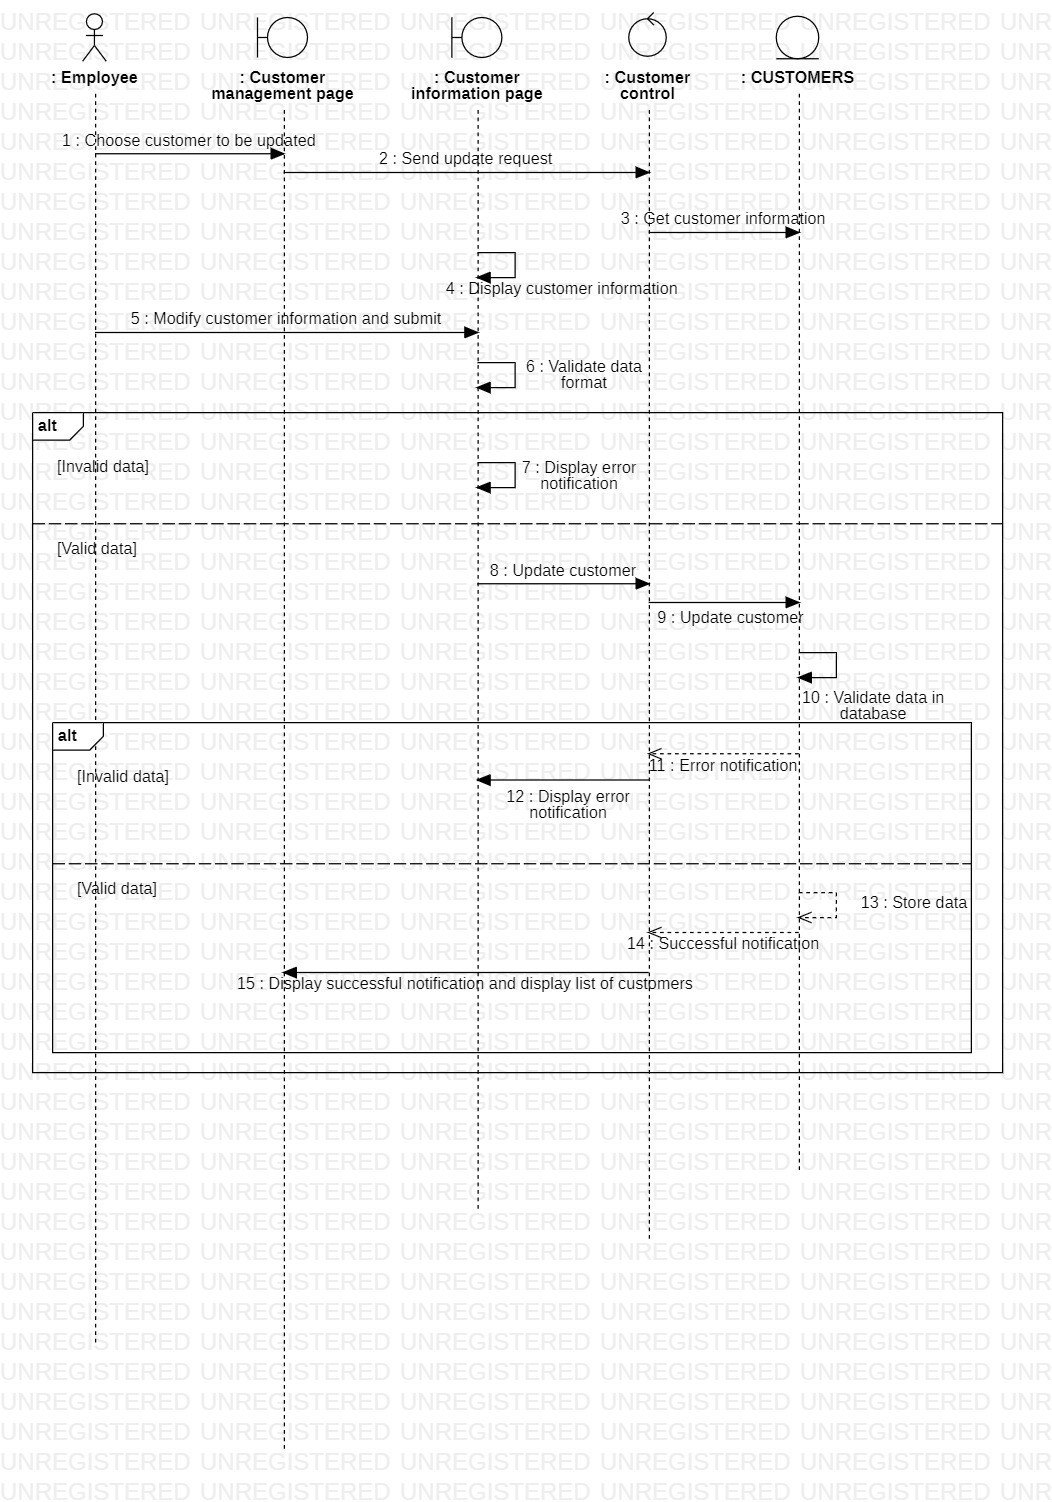 : Employee
: Customer
management page
: Customer
information page
: Customer
control
: CUSTOMERS
1 : Choose customer to be updated
2 : Send update request
3 : Get customer information
4 : Display customer information
5 : Modify customer information and submit
6 : Validate data
format
alt
[Invalid data]
7 : Display error
notification
[Valid data]
8 : Update customer
9 : Update customer
10 : Validate data in
database
alt
11 : Error notification
[Invalid data]
12 : Display error
notification
[Valid data]
13 : Store data
14 : Successful notification
15 : Display successful notification and display list of customers
UNREGISTERED